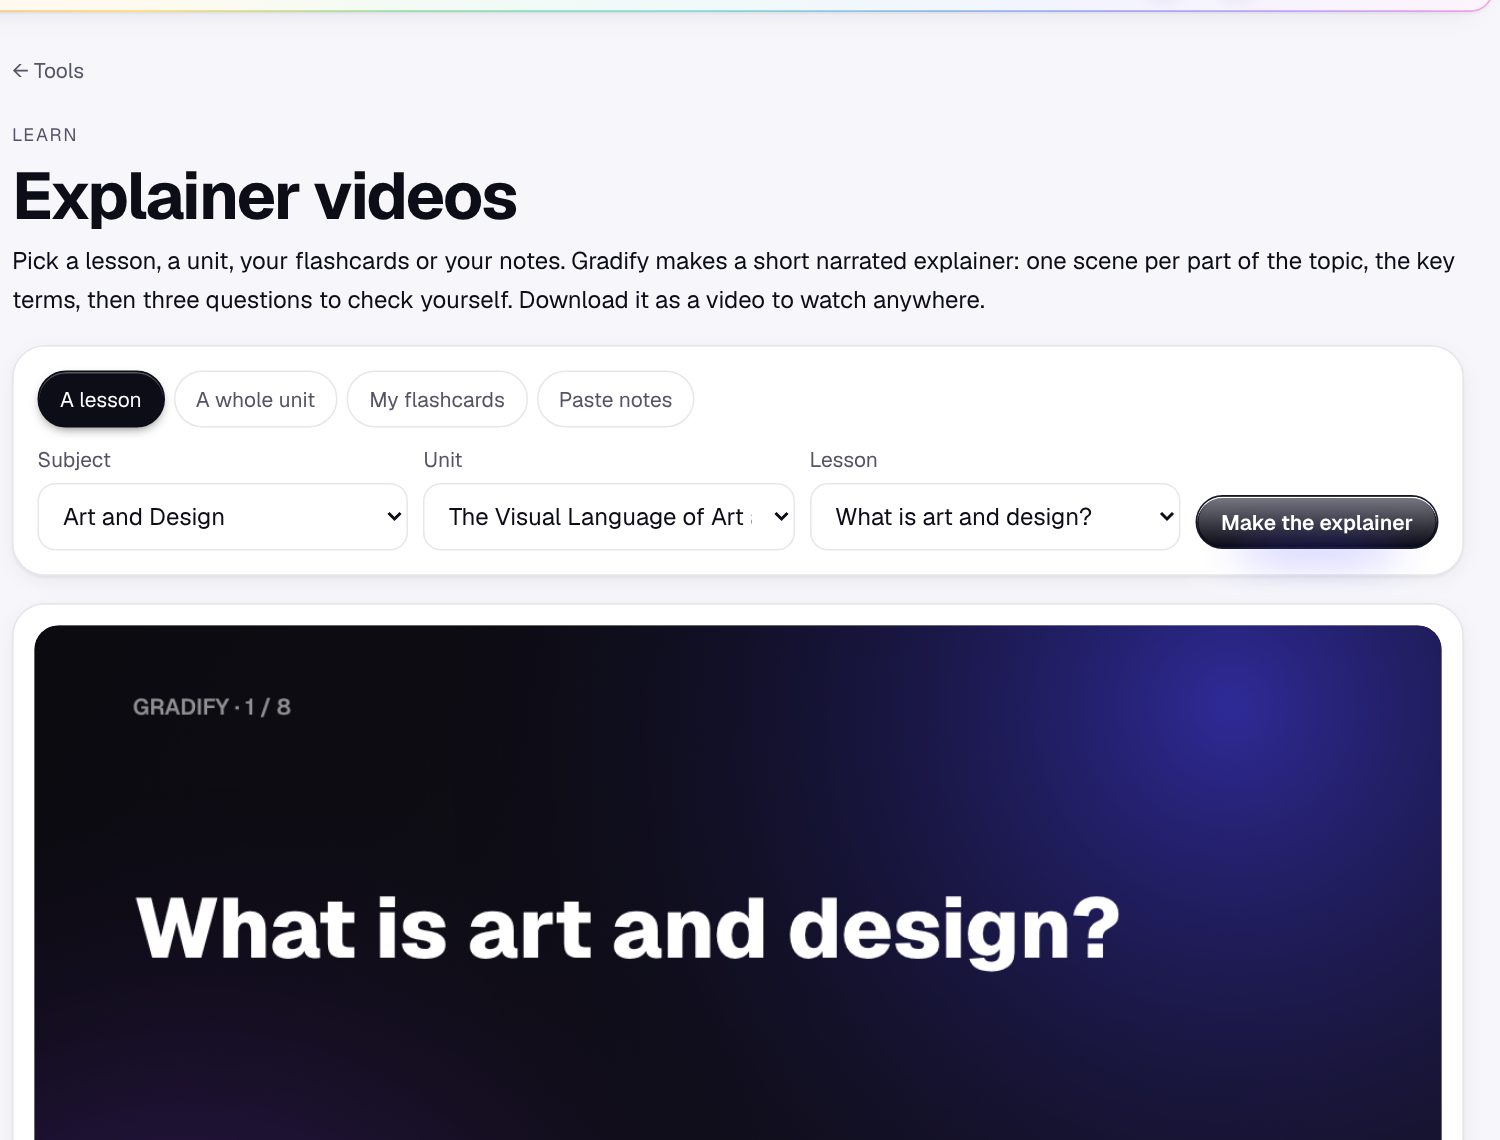 ← Tools
LEARN
Explainer videos
Pick a lesson, a unit, your flashcards or your notes. Gradify makes a short narrated explainer: one scene per part of the topic, the key
terms, then three questions to check yourself. Download it as a video to watch anywhere.
A lesson A whole unit My flashcards Paste notes
Subject Unit Lesson
Art and Design The Visual Language of Art What is art and design? Make the explainer
GRADIFY · 1 / 8
What is art and design?